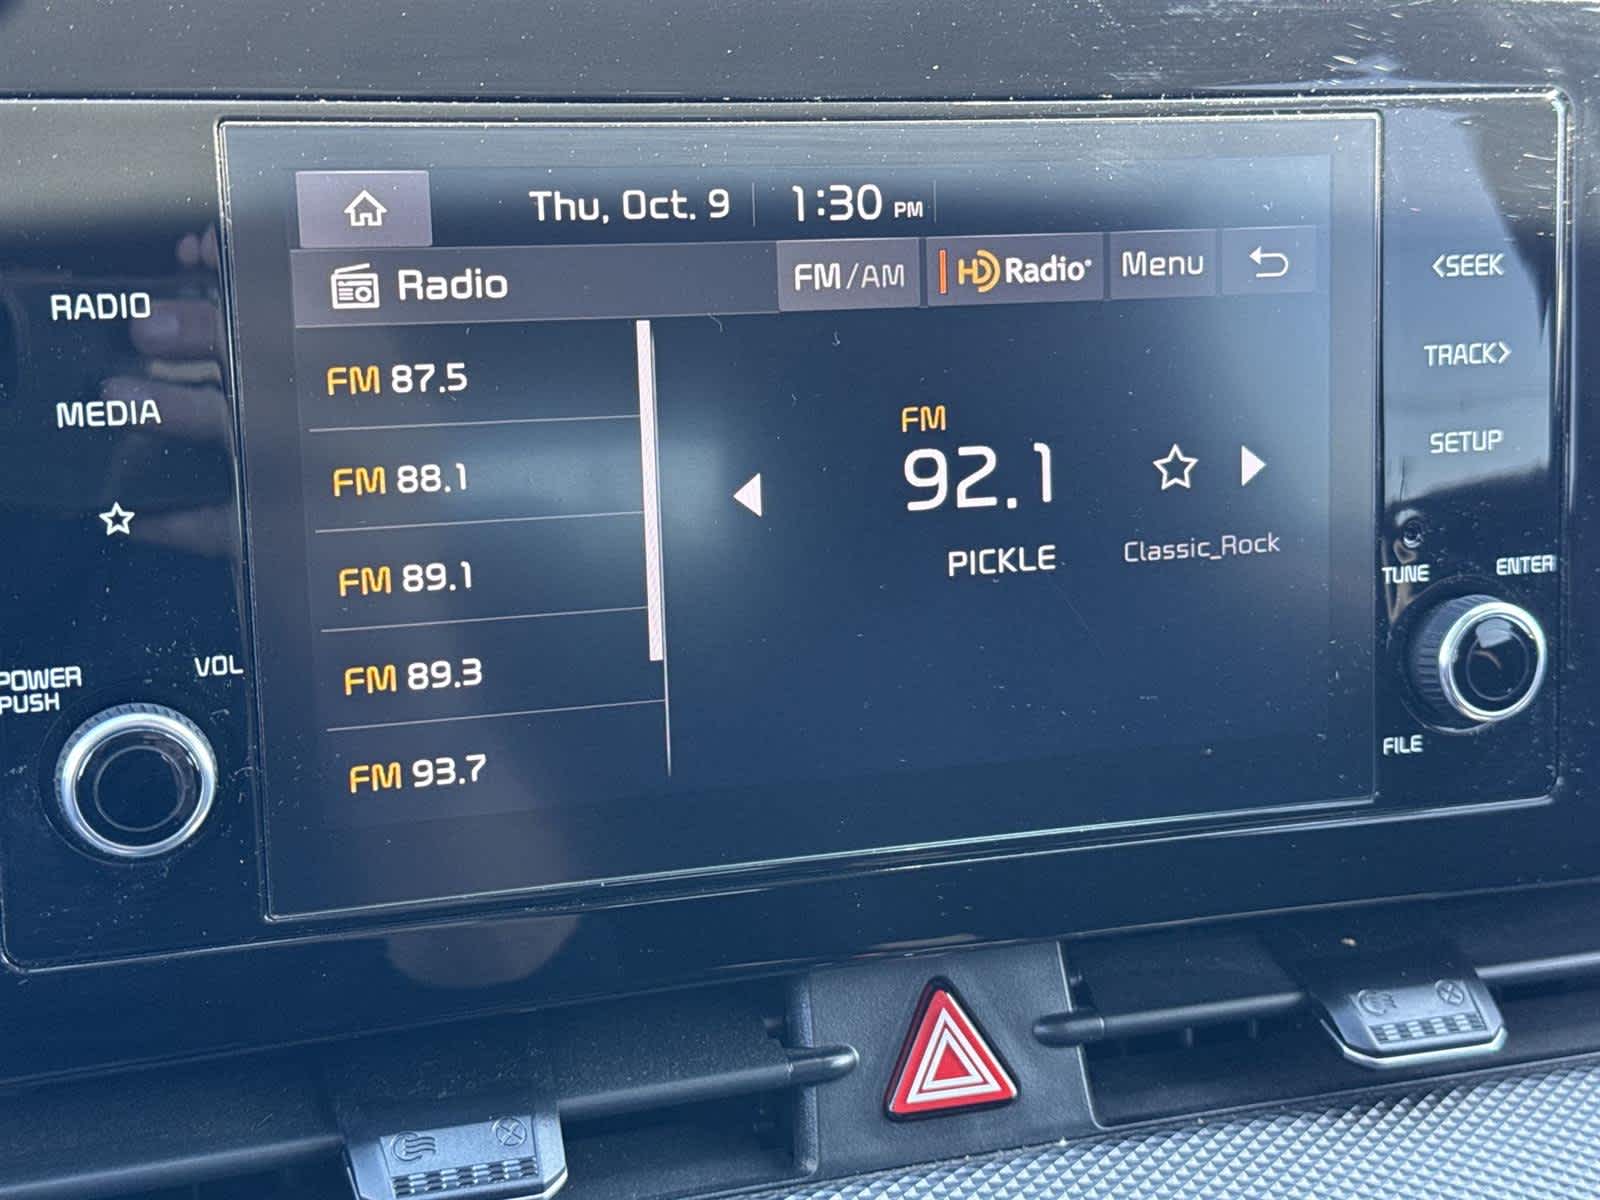 Thu, Oct. 9 1:30 PM
Radio FM/AM HD Radio® Menu
FM 87.5
FM 88.1
FM 89.1
FM 89.3
FM 93.7
FM
92.1
PICKLE
Classic_Rock
RADIO
MEDIA
POWER
PUSH
VOL
<SEEK
TRACK>
SETUP
TUNE
ENTER
FILE